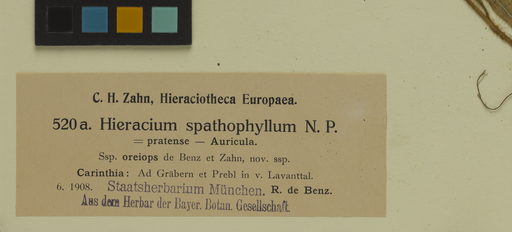 C. H. Zahn, Hieraciotheca Europaea.
520 a. Hieracium spathophyllum N. P.
= pratense — Auricula.
Ssp. oreiops de Benz et Zahn, nov. ssp.
Carinthia: Ad Gräbern et Prebl in v. Lavanttal.
6. 1908. Staatsherbarium München. R. de Benz.
Aus dem Herbar der Bayer. Botan. Gesellschaft.